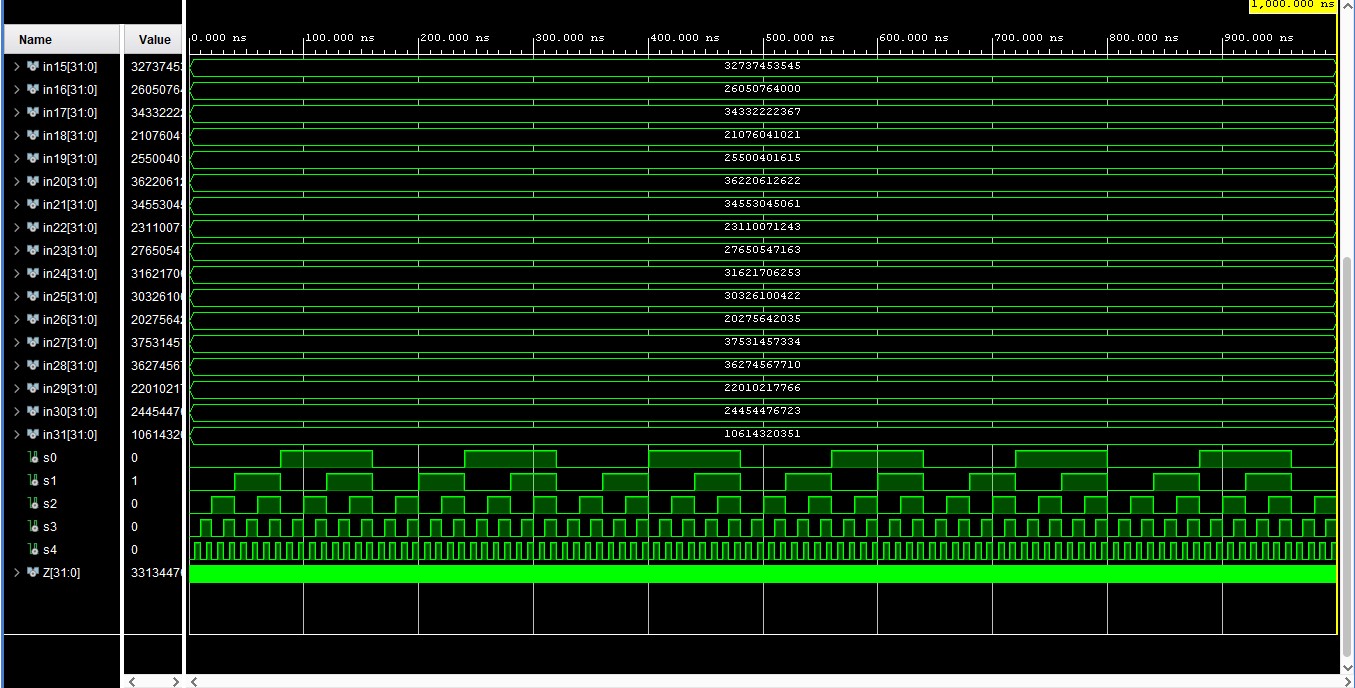 1,000.000 ns
Name Value 0.000 ns 100.000 ns 200.000 ns 300.000 ns 400.000 ns 500.000 ns 600.000 ns 700.000 ns 800.000 ns 900.000 ns
in15[31:0] 32737453545
in16[31:0] 26050764 26050764000
in17[31:0] 3433222 34332222367
in18[31:0] 2107604 21076041021
in19[31:0] 2550040 25500401615
in20[31:0] 3622061 36220612622
in21[31:0] 3455304 34553045061
in22[31:0] 2311007 23110071243
in23[31:0] 2765054 27650547163
in24[31:0] 3162170 31621706253
in25[31:0] 3032610 30326100422
in26[31:0] 2027564 20275642035
in27[31:0] 3753145 37531457334
in28[31:0] 3627456 36274567710
in29[31:0] 2201021 22010217766
in30[31:0] 2445447 24454476723
in31[31:0] 1061432 10614320351
s0 0
s1 1
s2 0
s3 0
s4 0
Z[31:0] 3313447